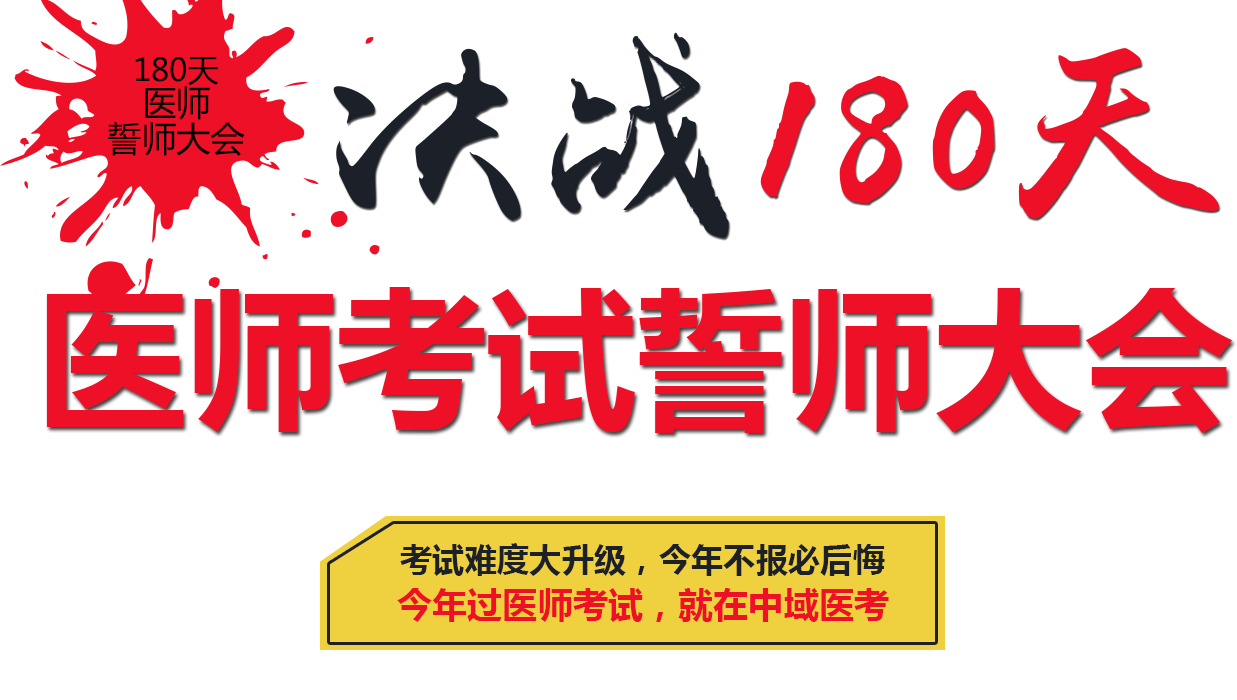 180天
医师
誓师大会
决战180天
医师考试誓师大会
考试难度大升级，今年不报必后悔
今年过医师考试，就在中域医考